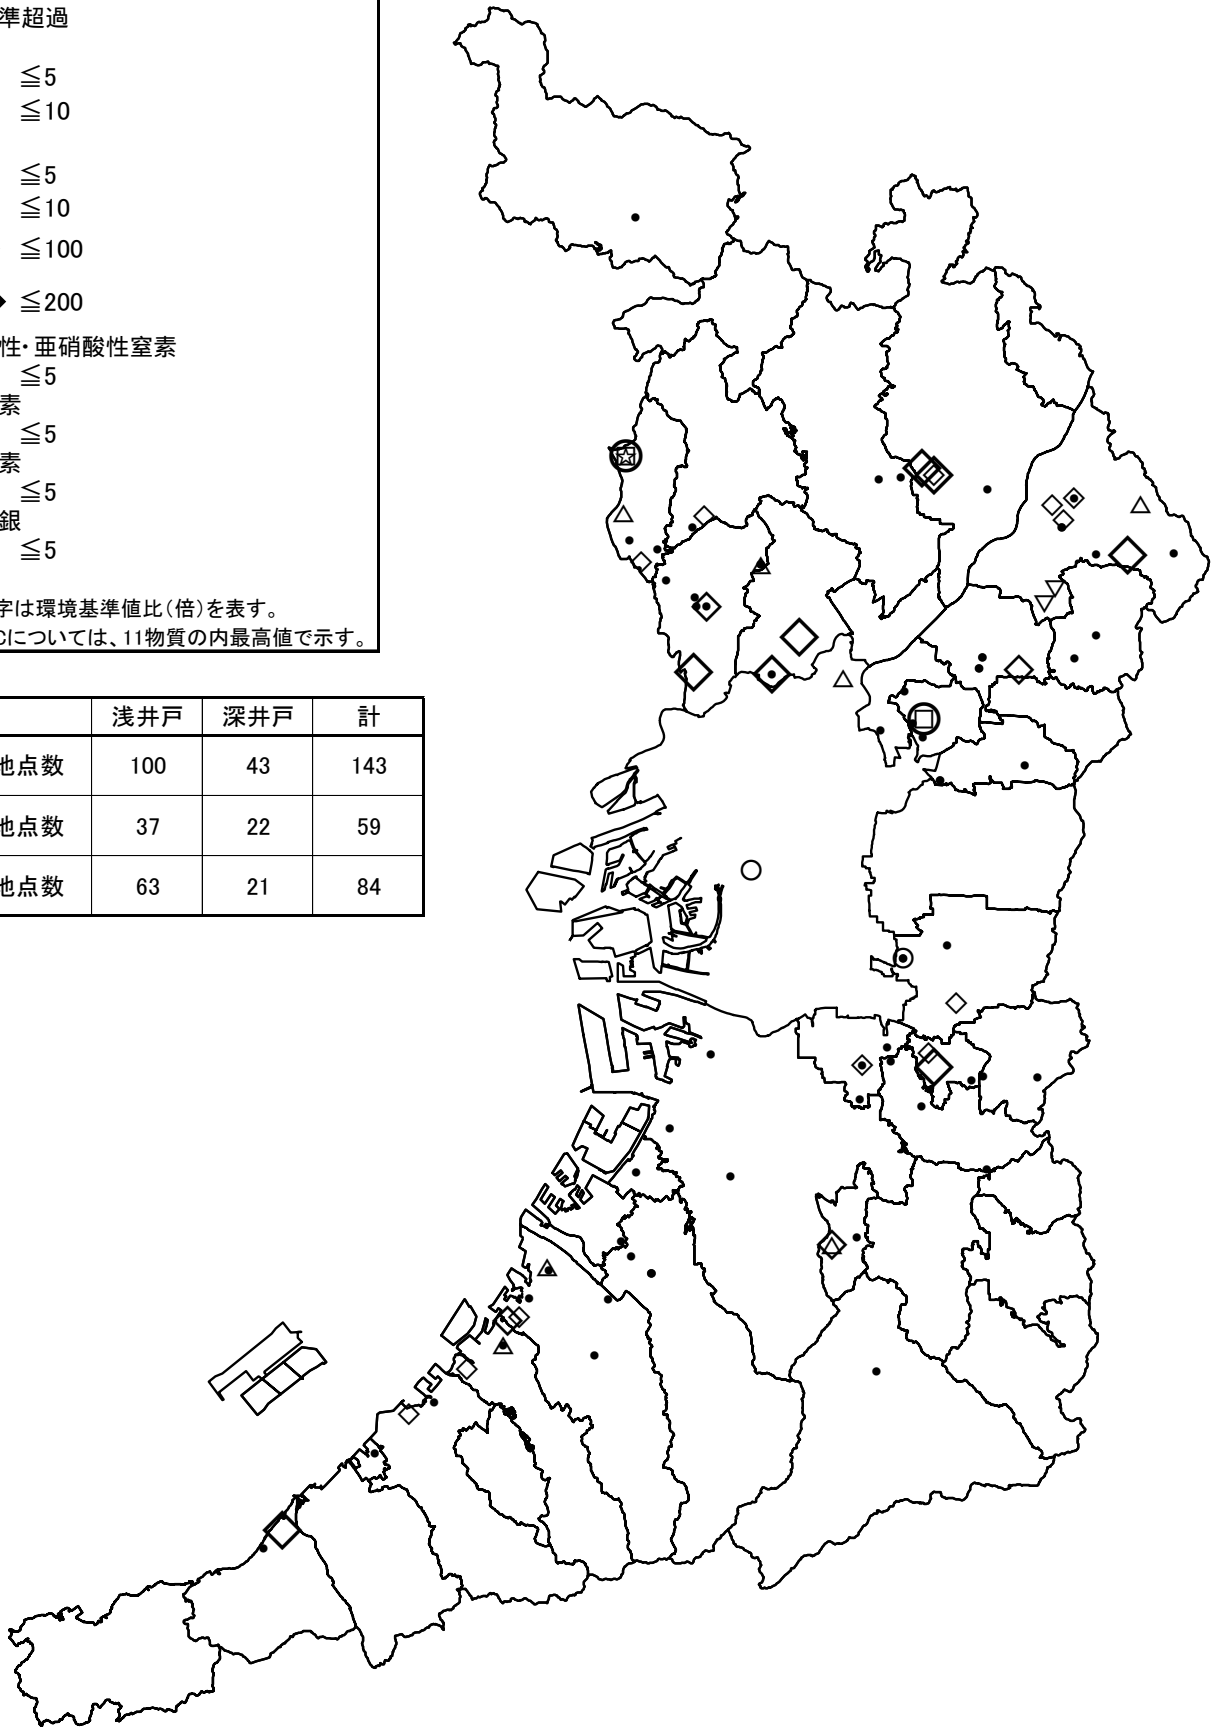 準超過
≦5
≦10
≦5
≦10
≦100
≦200
性・亜硝酸性窒素
≦5
素
≦5
素
≦5
銀
≦5
字は環境基準値比(倍)を表す。
Cについては、11物質の内最高値で示す。
浅井戸 深井戸 計
地点数 100 43 143
地点数 37 22 59
地点数 63 21 84